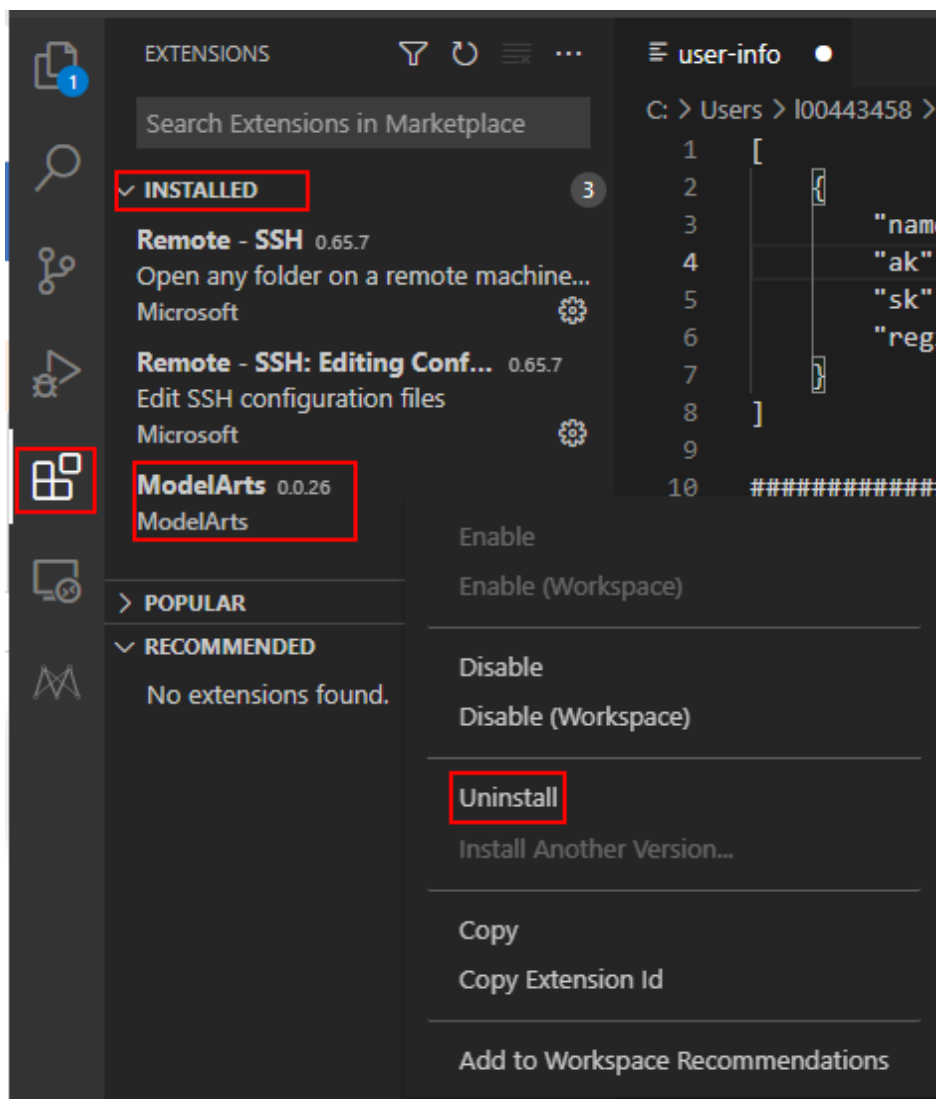 EXTENSIONS
1
Search Extensions in Marketplace
INSTALLED
3
Remote - SSH 0.65.7
Open any folder on a remote machine...
Microsoft
Remote - SSH: Editing Conf... 0.65.7
Edit SSH configuration files
Microsoft
ModelArts 0.0.26
ModelArts
POPULAR
RECOMMENDED
No extensions found.
Enable
Enable (Workspace)
Disable
Disable (Workspace)
Uninstall
Install Another Version...
Copy
Copy Extension Id
Add to Workspace Recommendations
user-info
C: > Users > l00443458 >
1 [
2 {
3 "name
4 "ak"
5 "sk"
6 "reg
7 }
8 ]
9
10 #############